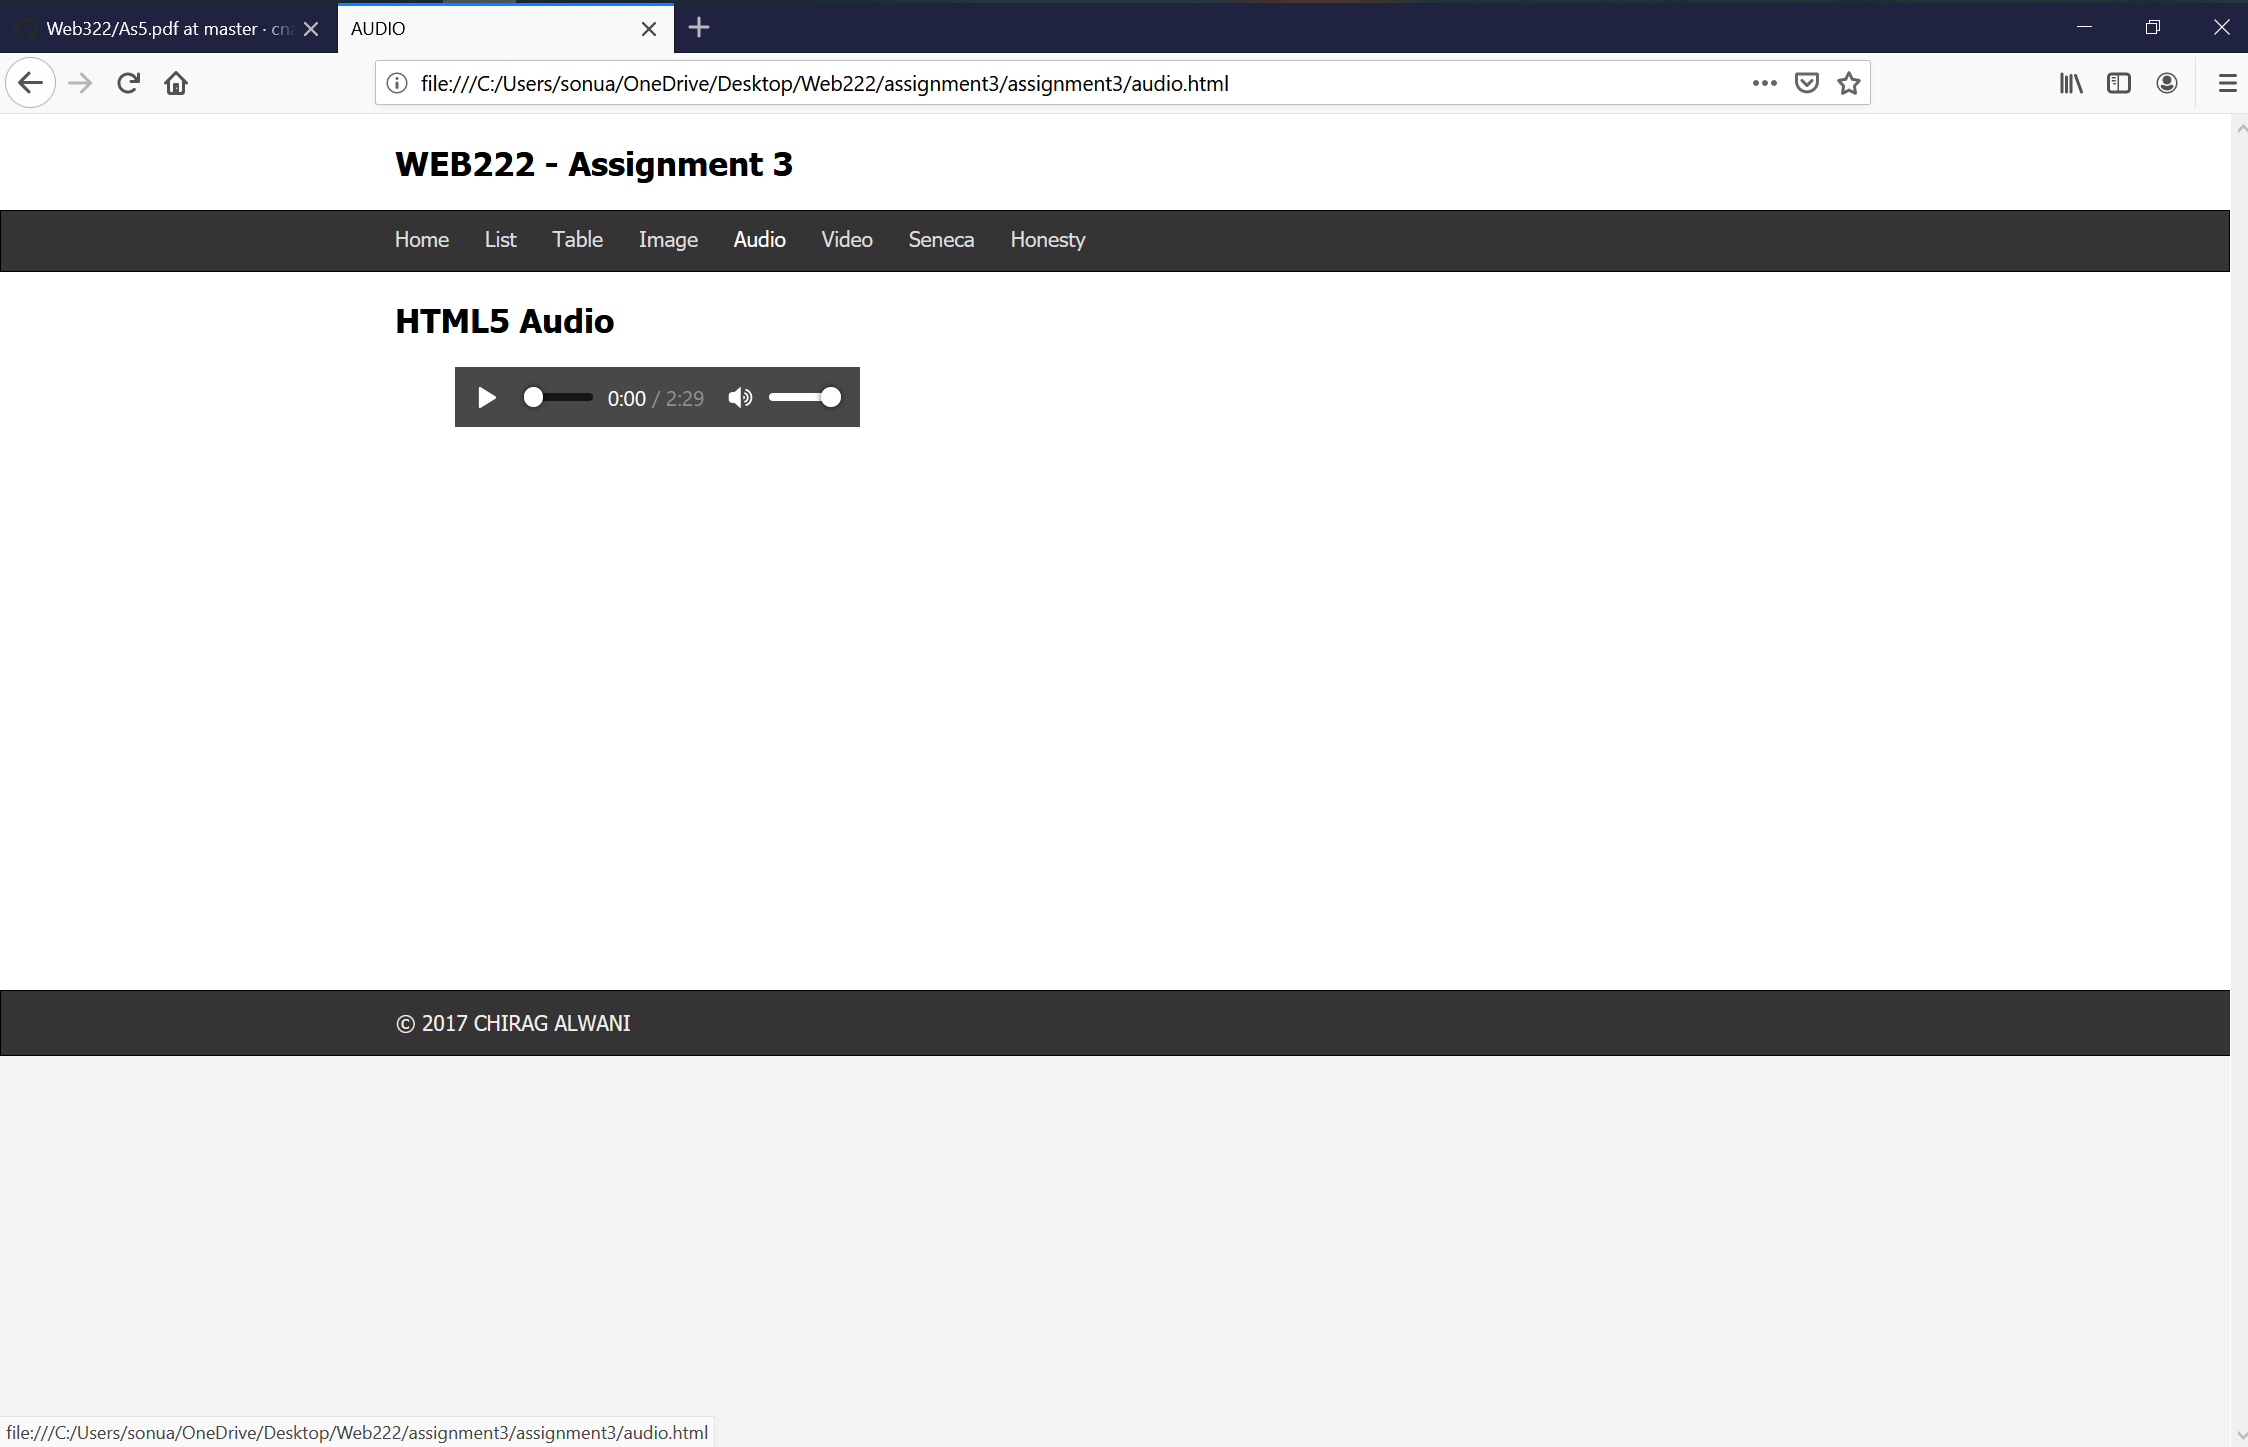 Web322/As5.pdf at master · cna
AUDIO
file:///C:/Users/sonua/OneDrive/Desktop/Web222/assignment3/assignment3/audio.html
WEB222 - Assignment 3
Home List Table Image Audio Video Seneca Honesty
HTML5 Audio
0:00 / 2:29
© 2017 CHIRAG ALWANI
file:///C:/Users/sonua/OneDrive/Desktop/Web222/assignment3/assignment3/audio.html